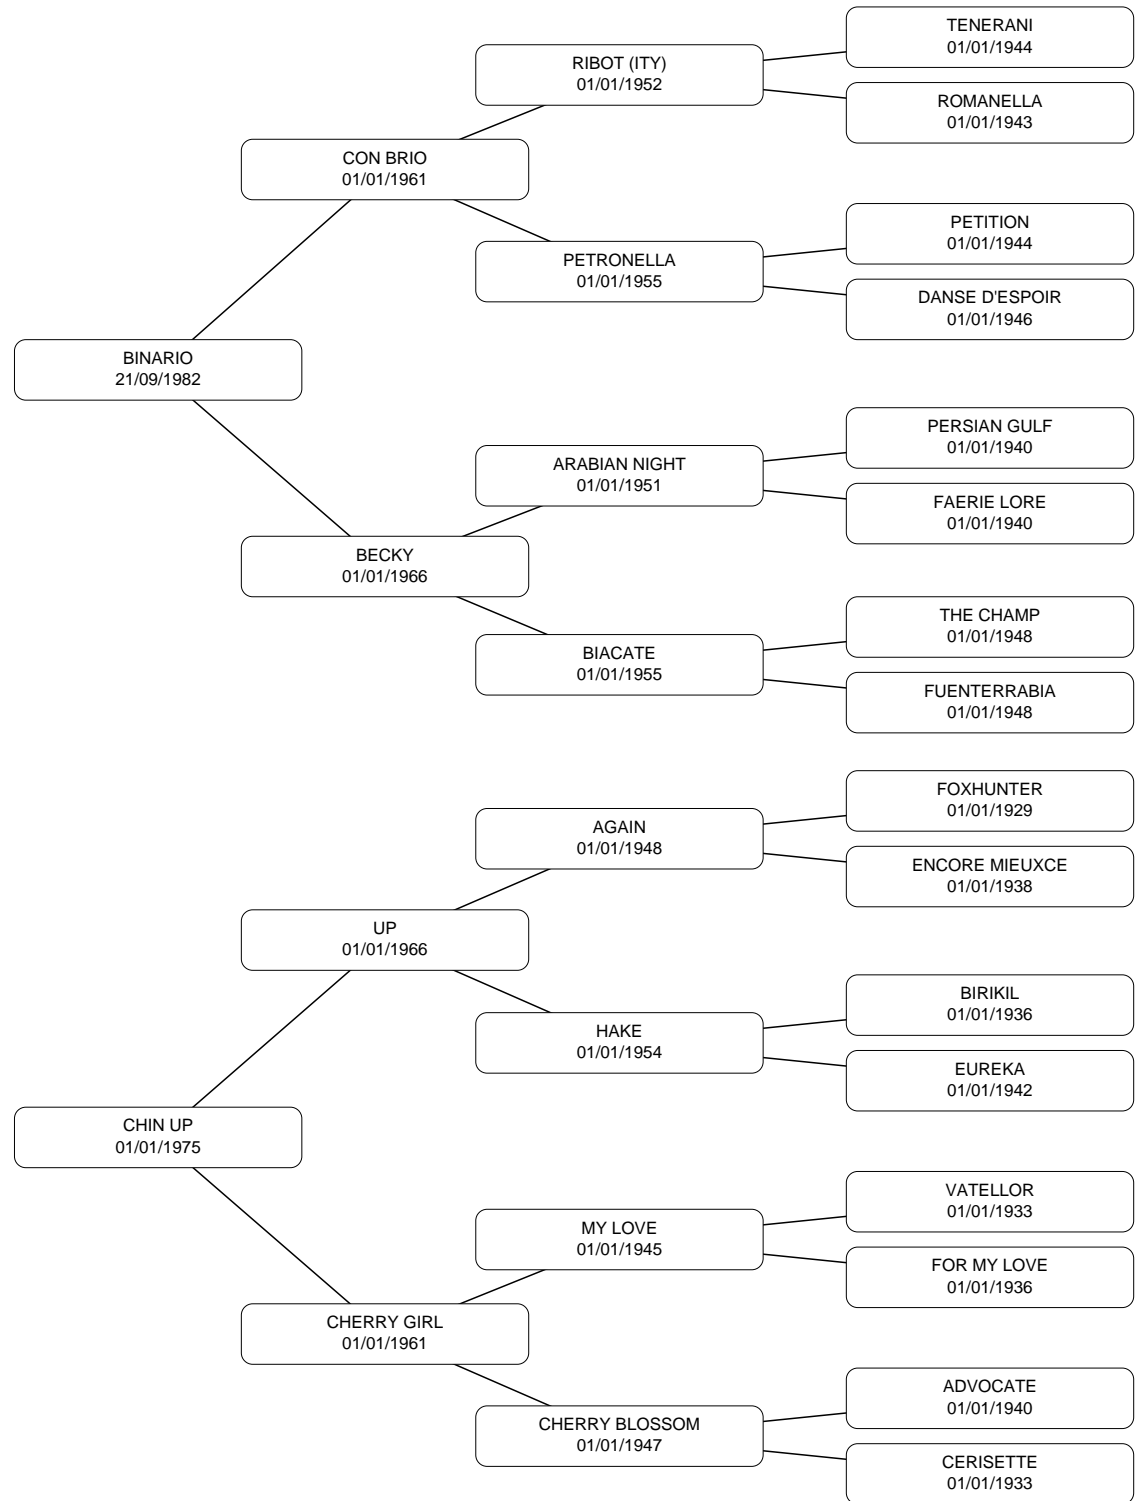 TENERANI
01/01/1944
RIBOT (ITY)
01/01/1952
ROMANELLA
01/01/1943
CON BRIO
01/01/1961
PETITION
01/01/1944
PETRONELLA
01/01/1955
DANSE D'ESPOIR
01/01/1946
BINARIO
21/09/1982
PERSIAN GULF
01/01/1940
ARABIAN NIGHT
01/01/1951
FAERIE LORE
01/01/1940
BECKY
01/01/1966
THE CHAMP
01/01/1948
BIACATE
01/01/1955
FUENTERRABIA
01/01/1948
FOXHUNTER
01/01/1929
AGAIN
01/01/1948
ENCORE MIEUXCE
01/01/1938
UP
01/01/1966
BIRIKIL
01/01/1936
HAKE
01/01/1954
EUREKA
01/01/1942
CHIN UP
01/01/1975
VATELLOR
01/01/1933
MY LOVE
01/01/1945
FOR MY LOVE
01/01/1936
CHERRY GIRL
01/01/1961
ADVOCATE
01/01/1940
CHERRY BLOSSOM
01/01/1947
CERISETTE
01/01/1933